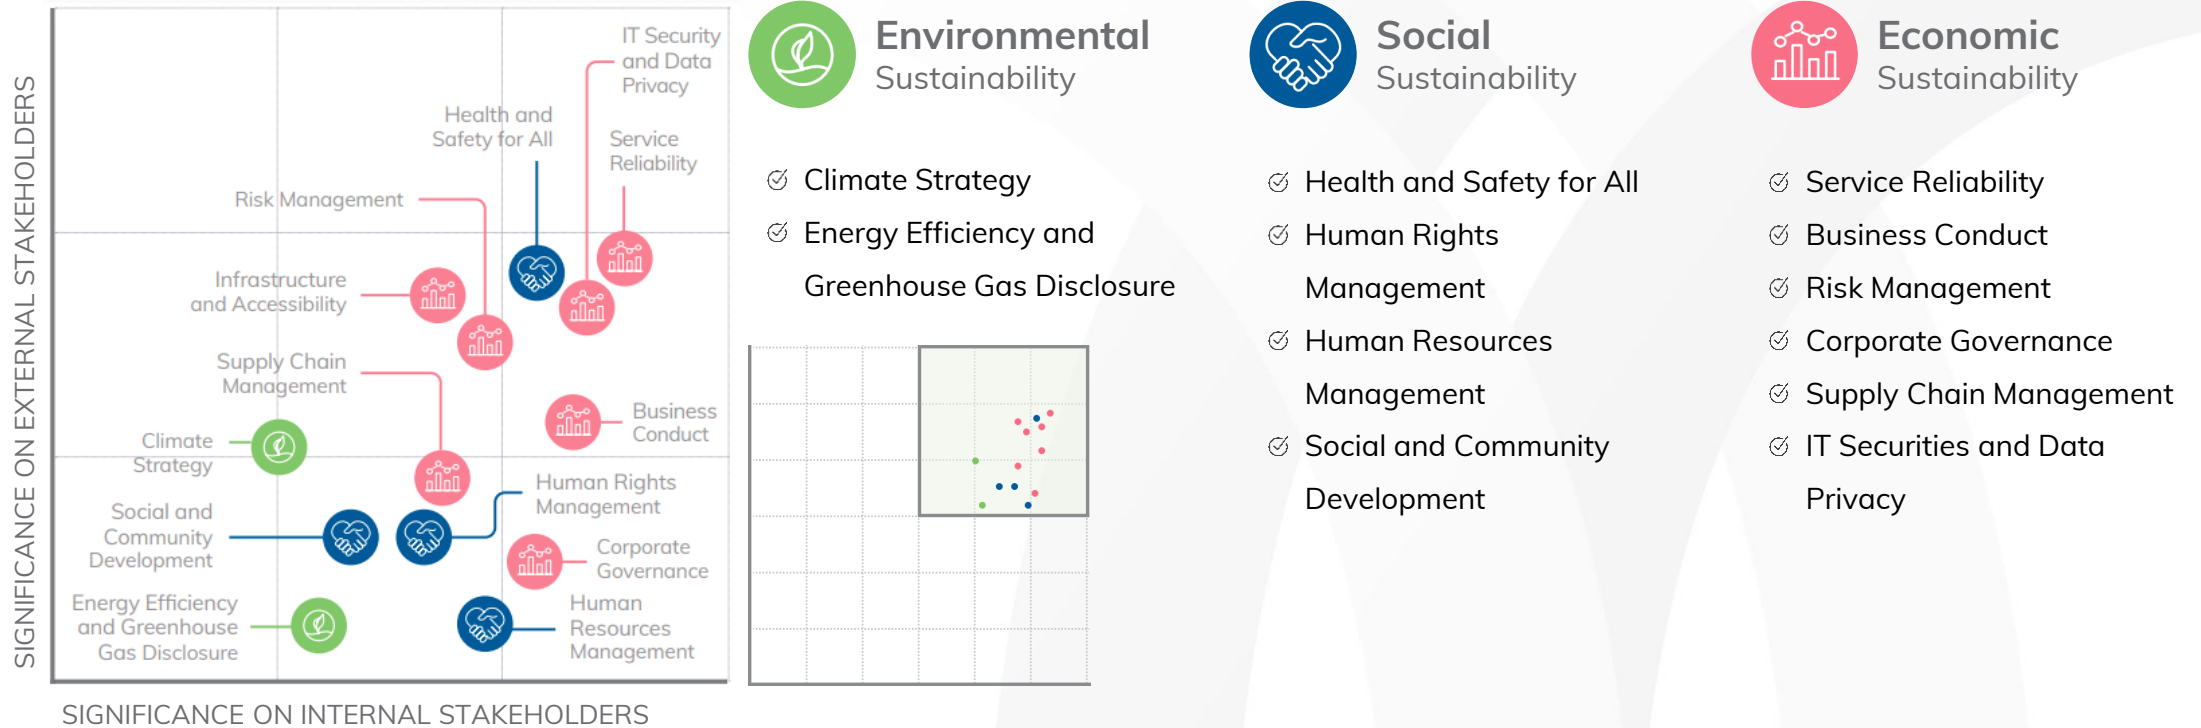 SIGNIFICANCE ON EXTERNAL STAKEHOLDERS
IT Security
and Data
Privacy
Health and
Safety for All
Service
Reliability
Risk Management
Infrastructure
and Accessibility
Supply Chain
Management
Business
Conduct
Climate
Strategy
Human Rights
Management
Social and
Community
Development
Corporate
Governance
Energy Efficiency
and Greenhouse
Gas Disclosure
Human
Resources
Management
SIGNIFICANCE ON INTERNAL STAKEHOLDERS
Environmental
Sustainability
Climate Strategy
Energy Efficiency and
Greenhouse Gas Disclosure
Social
Sustainability
Health and Safety for All
Human Rights
Management
Human Resources
Management
Social and Community
Development
Economic
Sustainability
Service Reliability
Business Conduct
Risk Management
Corporate Governance
Supply Chain Management
IT Securities and Data
Privacy